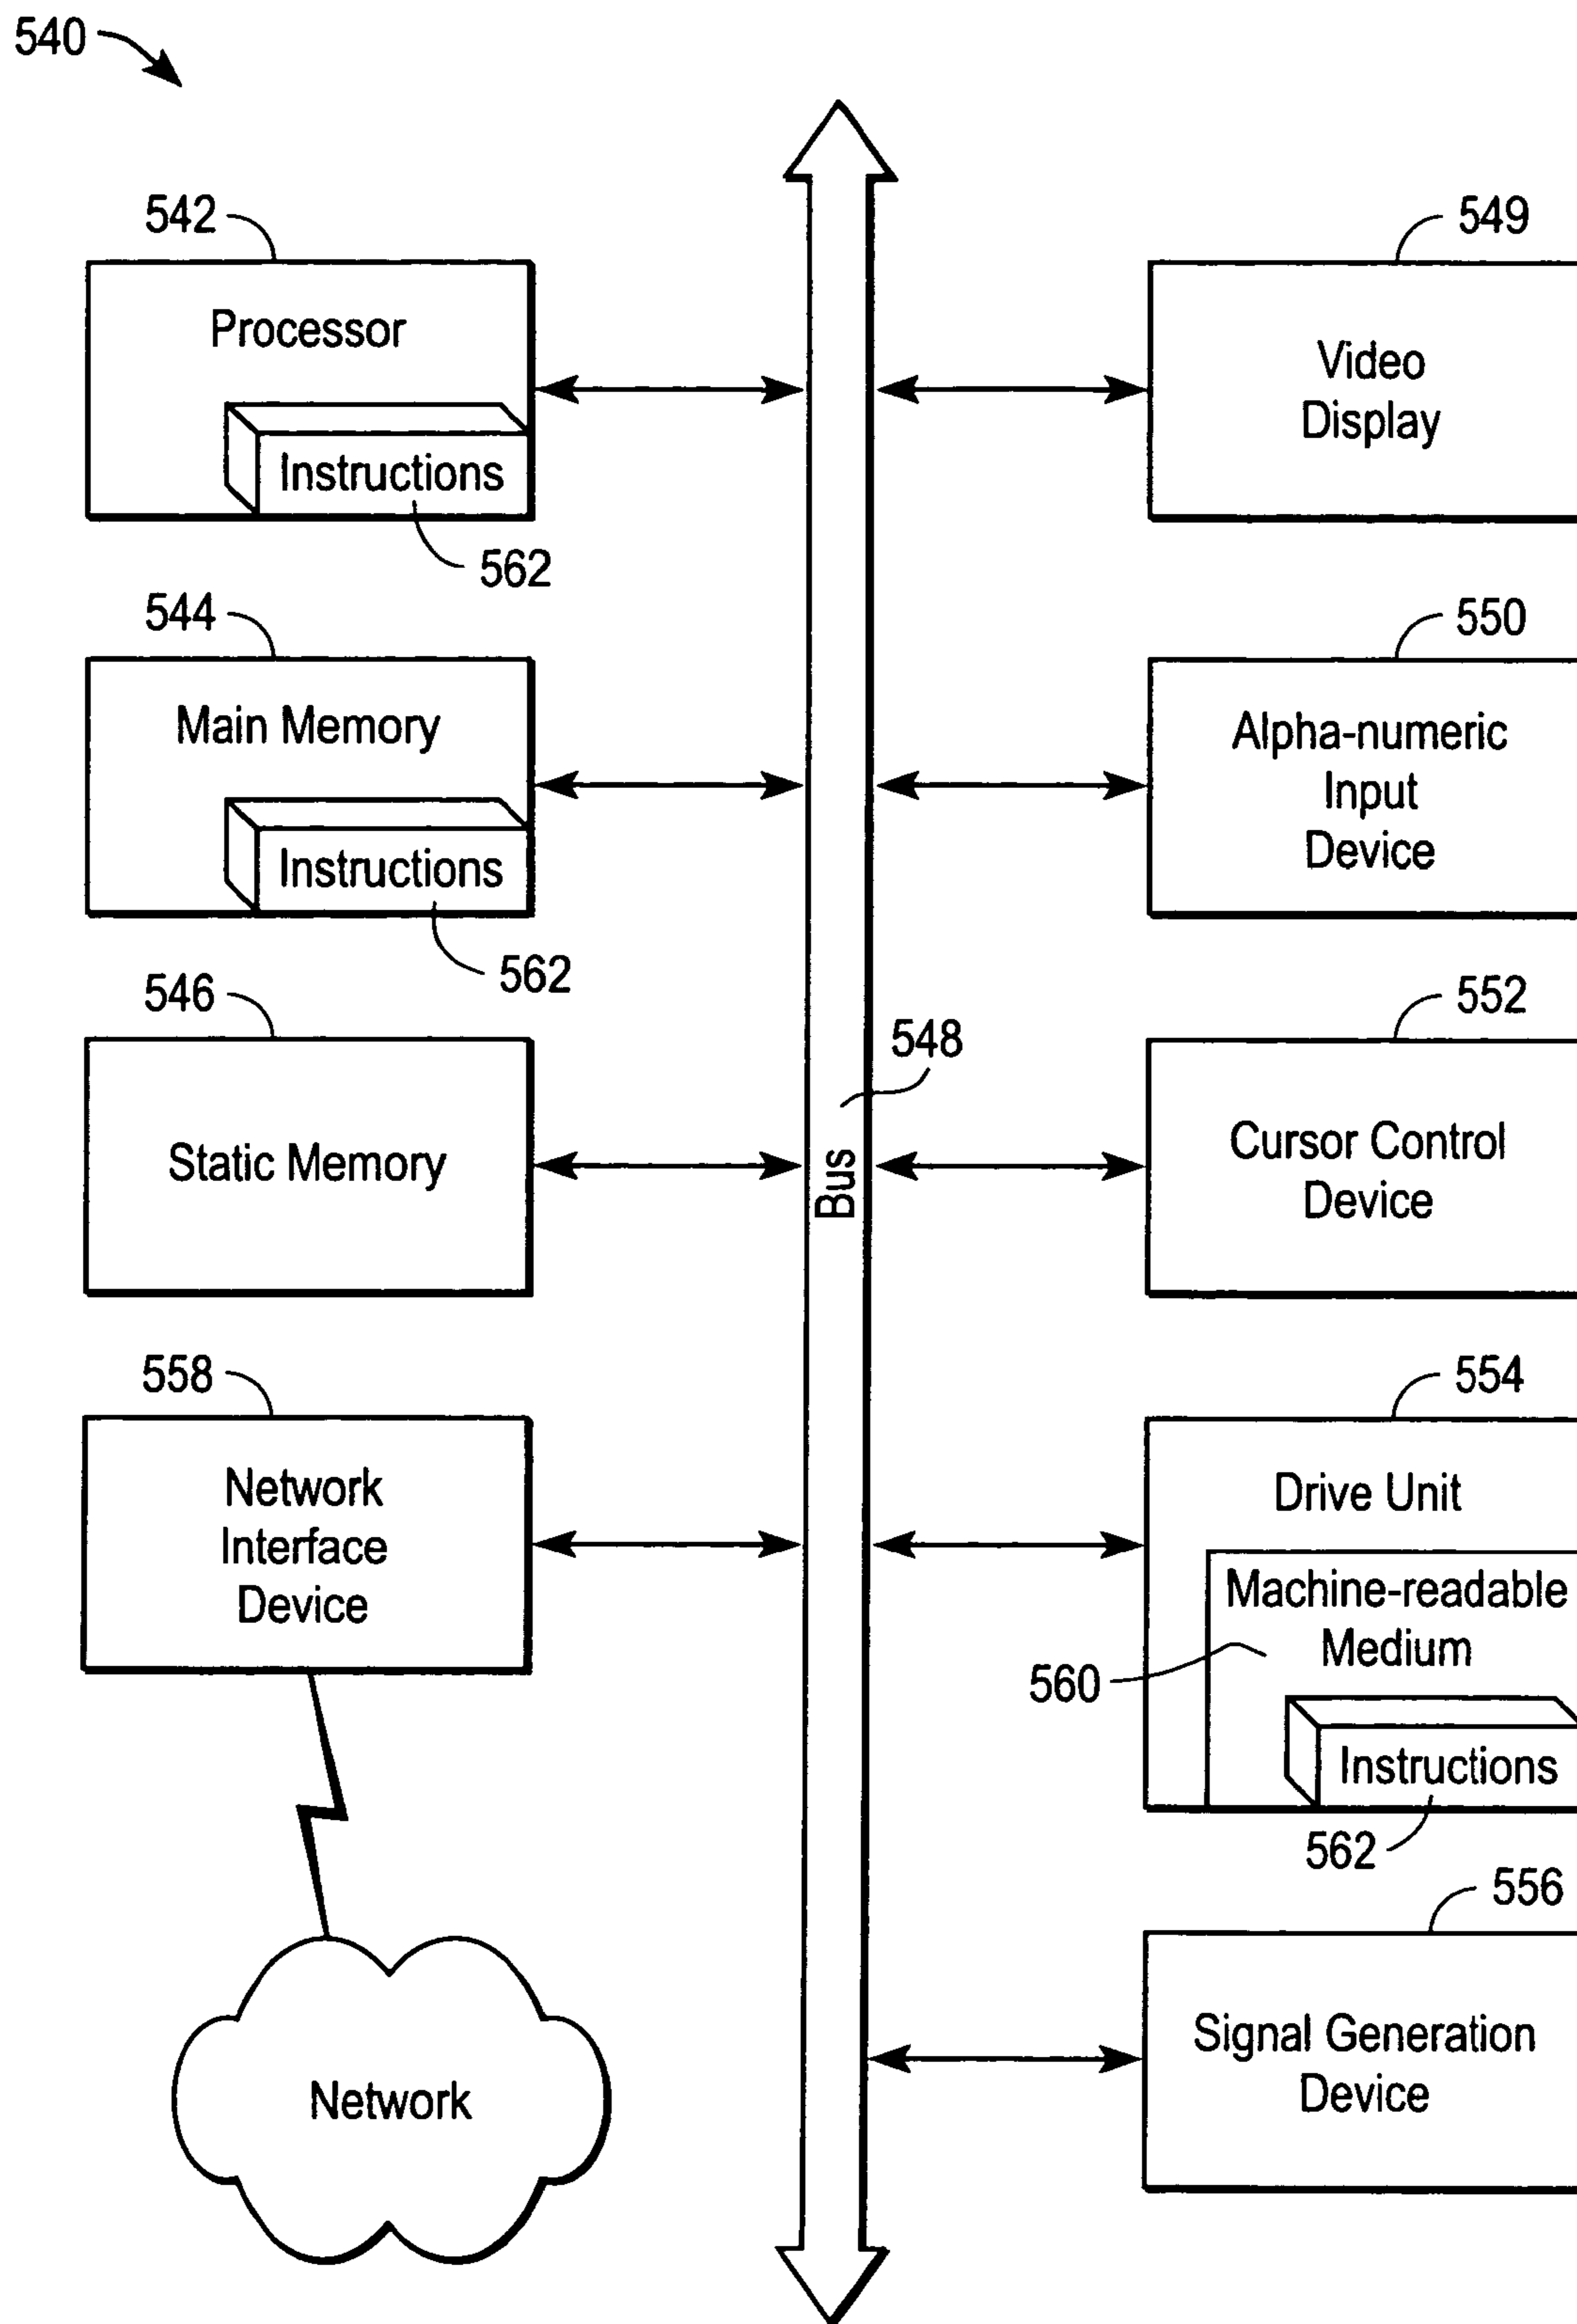 540
542
Processor
Instructions
562
544
Main Memory
Instructions
562
546
Static Memory
558
Network
Interface
Device
Network
548
Bus
549
Video
Display
550
Alpha-numeric
Input
Device
552
Cursor Control
Device
554
Drive Unit
Machine-readable
Medium
560
Instructions
562
556
Signal Generation
Device